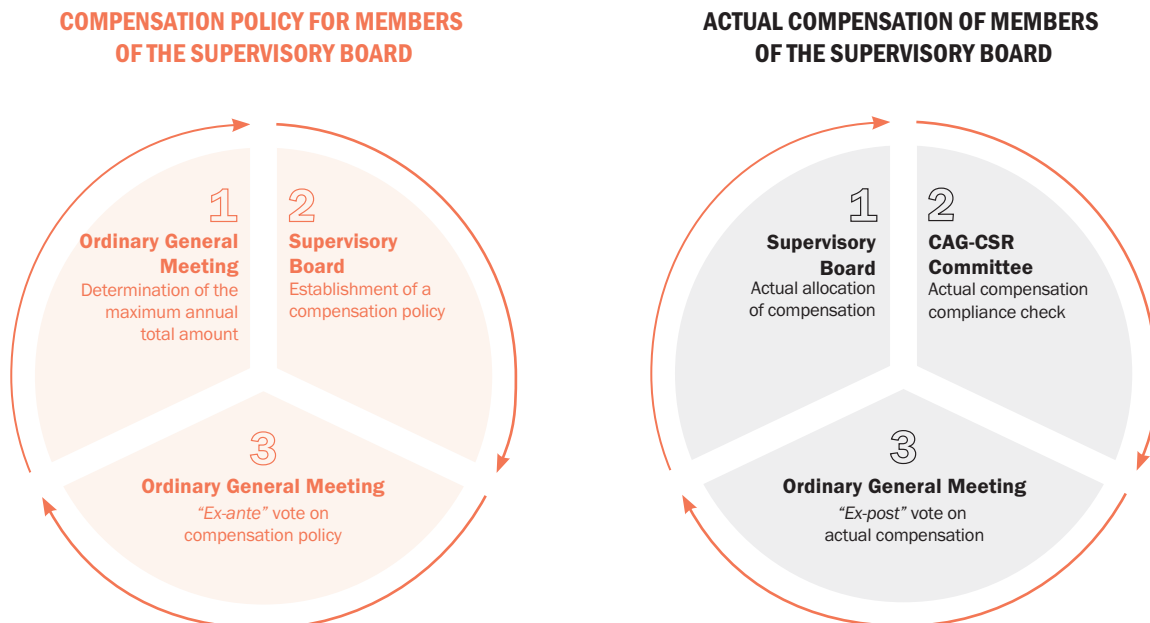 COMPENSATION POLICY FOR MEMBERS
OF THE SUPERVISORY BOARD
1
Ordinary General
Meeting
Determination of the
maximum annual
total amount
2
Supervisory
Board
Establishment of a
compensation policy
3
Ordinary General Meeting
“Ex-ante” vote on
compensation policy
ACTUAL COMPENSATION OF MEMBERS
OF THE SUPERVISORY BOARD
1
Supervisory
Board
Actual allocation
of compensation
2
CAG-CSR
Committee
Actual compensation
compliance check
3
Ordinary General Meeting
“Ex-post” vote on
actual compensation